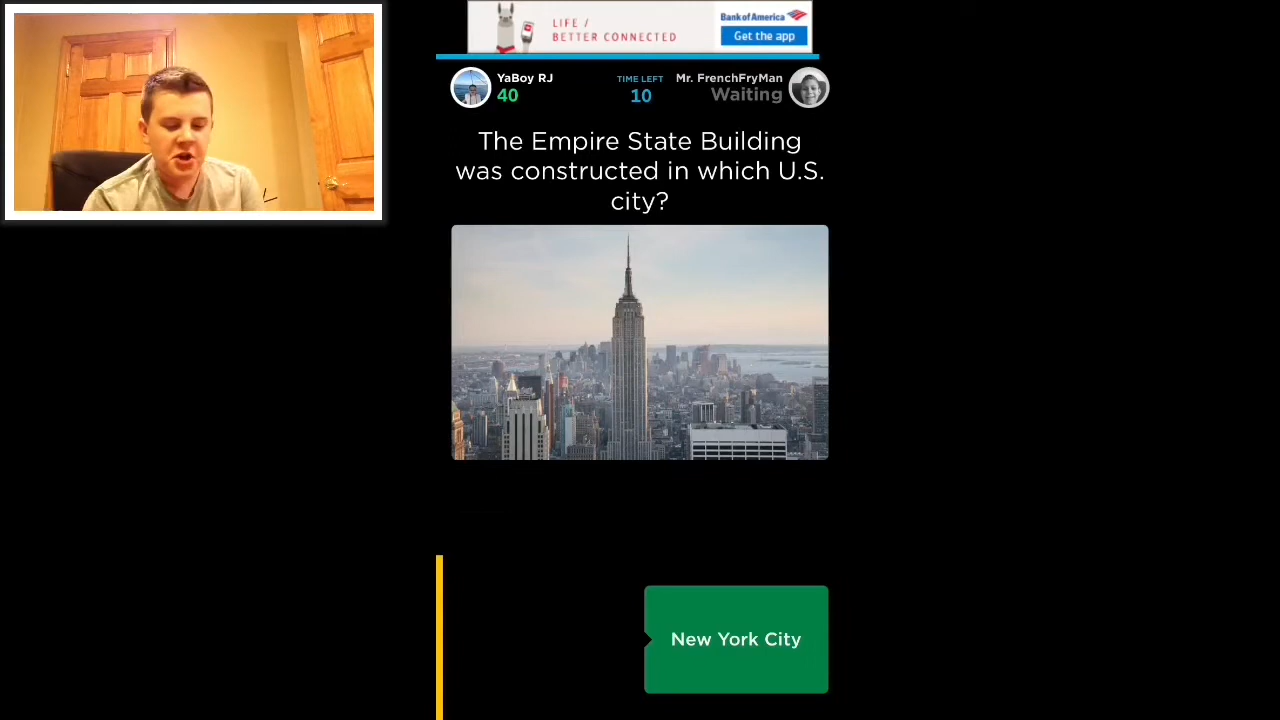 LIFE /
BETTER CONNECTED
Bank of America
Get the app
YaBoy RJ
40
TIME LEFT
10
Mr. FrenchFryMan
Waiting
The Empire State Building
was constructed in which U.S.
city?
New York City